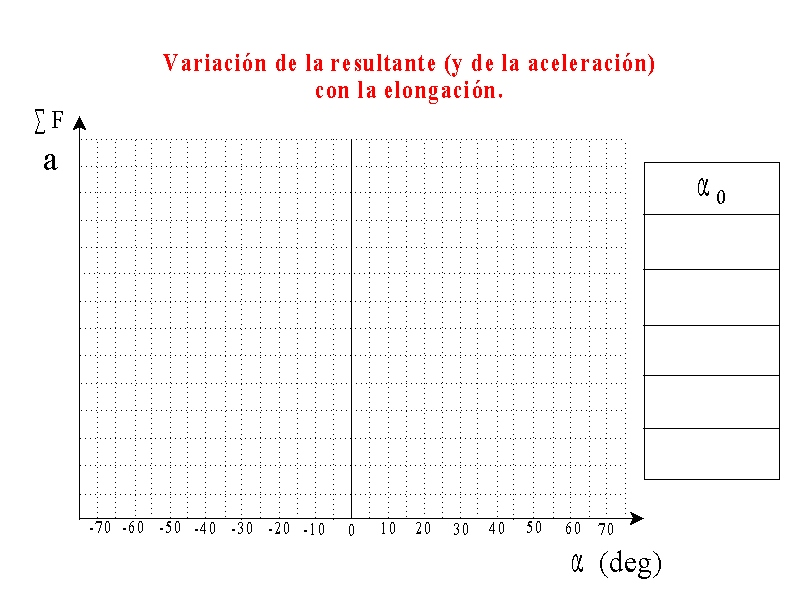 Variación de la resultante (y de la aceleración)
con la elongación.
∑ F
a
α 0
-70 -60 -50 -40 -30 -20 -10 0 10 20 30 40 50 60 70
α (deg)